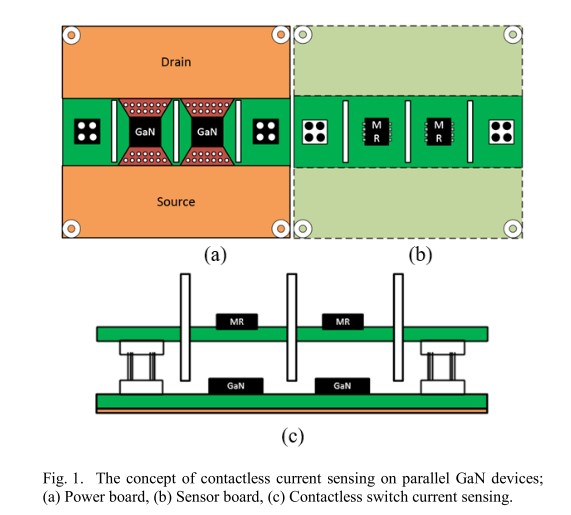 Drain
GaN GaN
Source
(a)
M
R
M
R
(b)
MR MR
GaN GaN
(c)
Fig. 1. The concept of contactless current sensing on parallel GaN devices;
(a) Power board, (b) Sensor board, (c) Contactless switch current sensing.